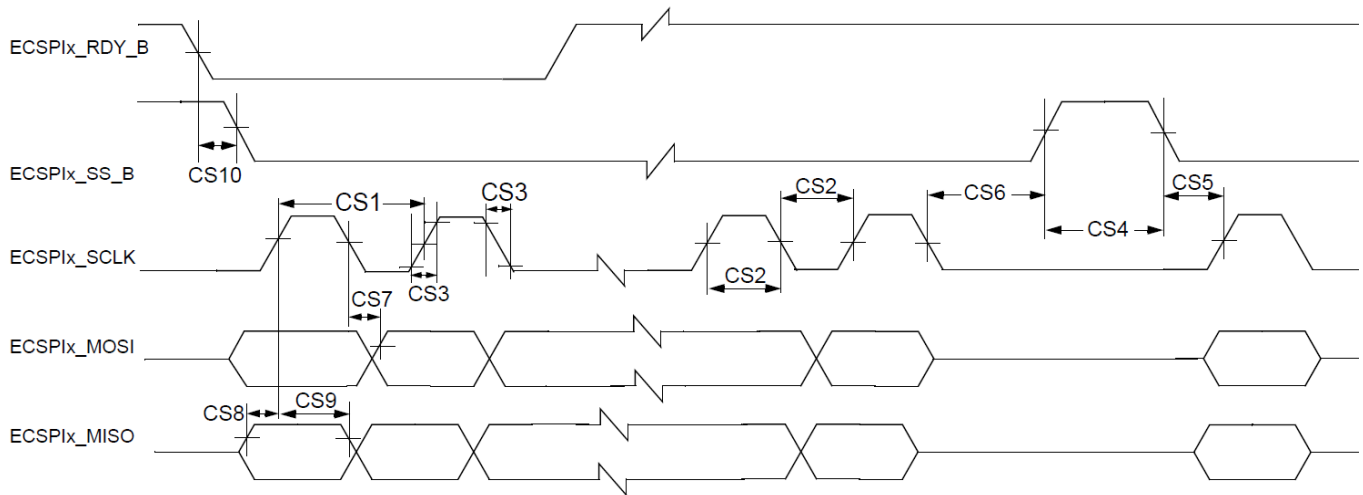 ECSPIx_RDY_B
CS10
ECSPIx_SS_B
CS1
CS3
CS2
CS6
CS5
CS4
ECSPIx_SCLK
CS3
CS2
CS7
ECSPIx_MOSI
CS8
CS9
ECSPIx_MISO